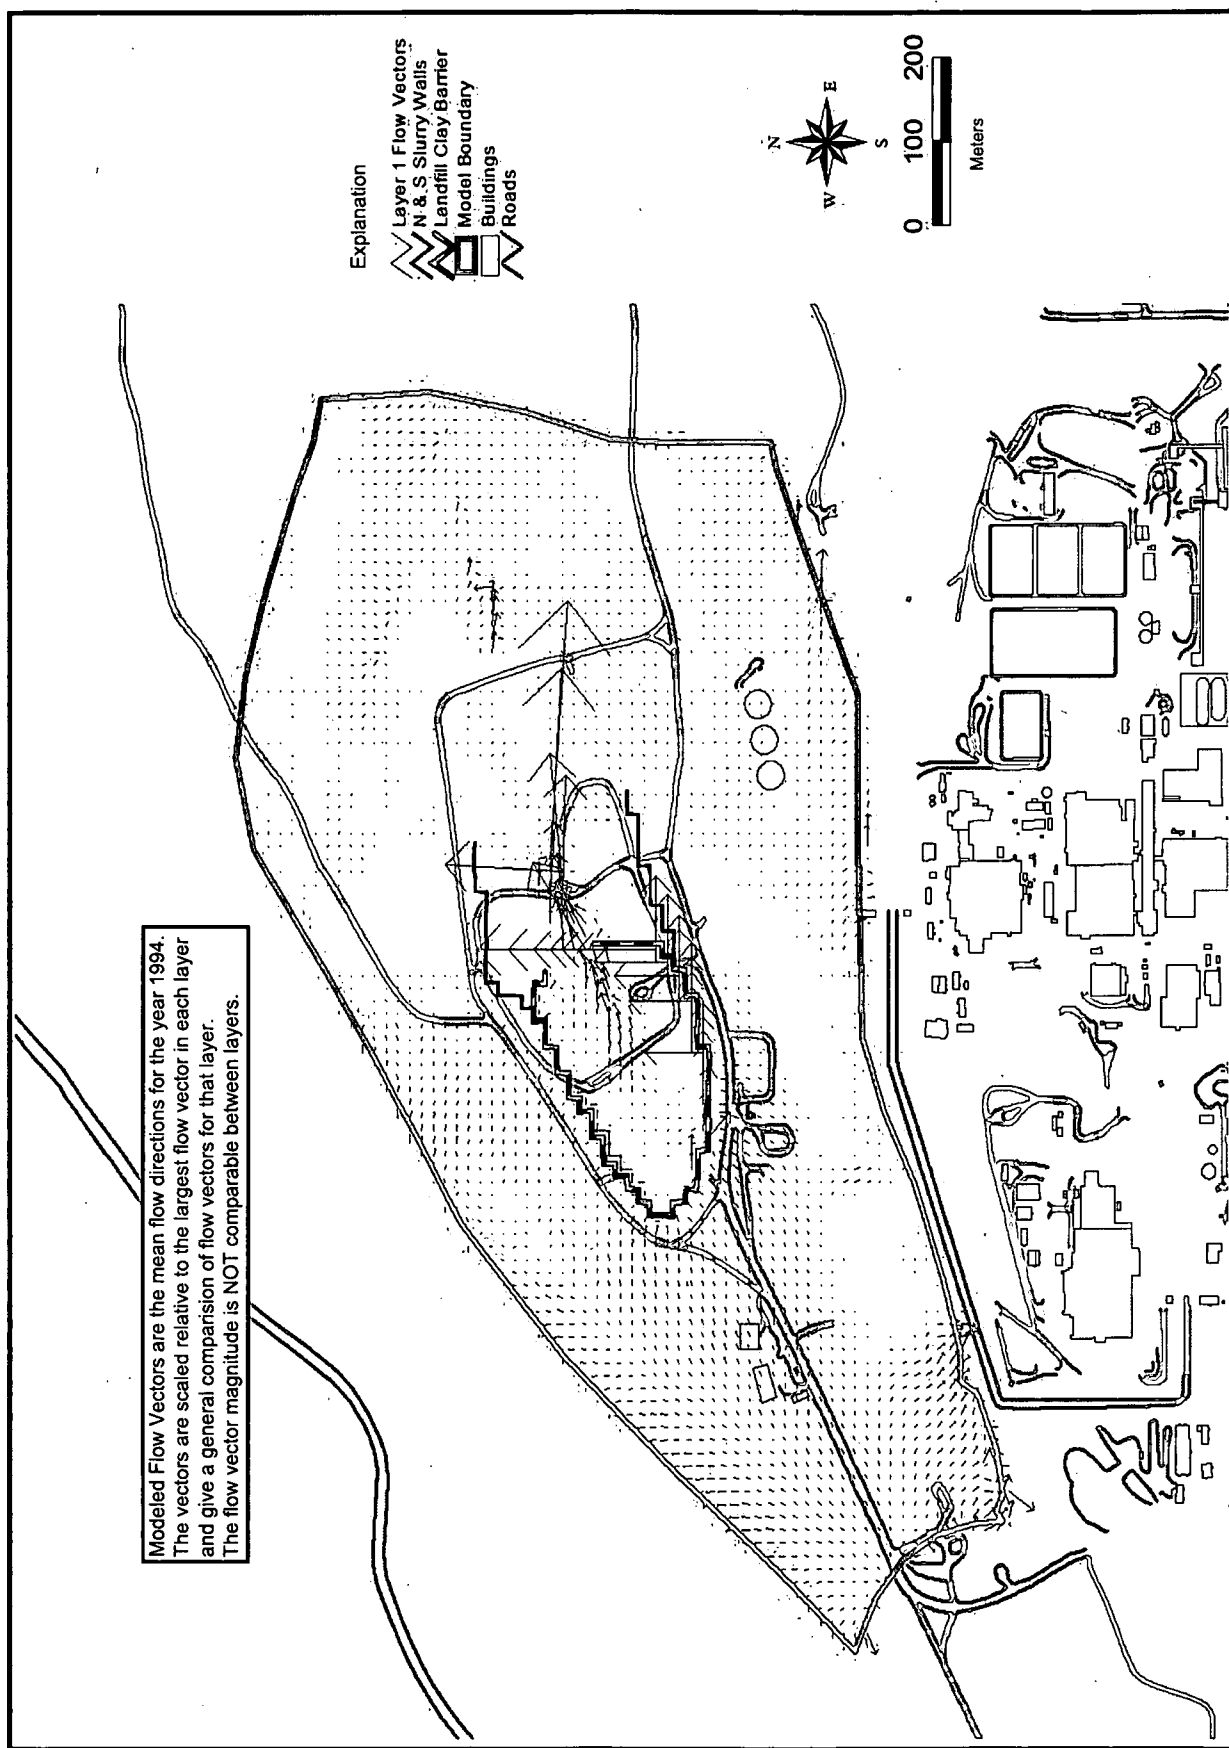 Modeled Flow Vectors are the mean flow directions for the year 1994.
The vectors are scaled relative to the largest flow vector in each layer
and give a general comparision of flow vectors for that layer.
The flow vector magnitude is NOT comparable between layers.
Explanation
Layer 1 Flow Vectors
N & S Slurry Walls
Landfill Clay Barrier
Model Boundary
Buildings
Roads
N
W
E
S
0
100
200
Meters